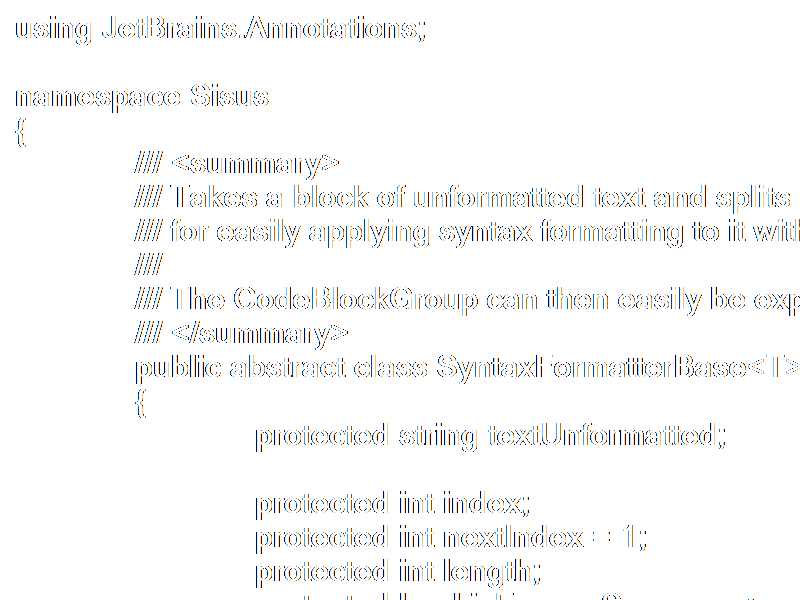 using JetBrains.Annotations;

namespace Sisus
{
/// <summary>
/// Takes a block of unformatted text and splits
/// for easily applying syntax formatting to it with
///
/// The CodeBlockGroup can then easily be exp
/// </summary>
public abstract class SyntaxFormatterBase<T>
{
protected string textUnformatted;

protected int index;
protected int nextIndex = 1;
protected int length;